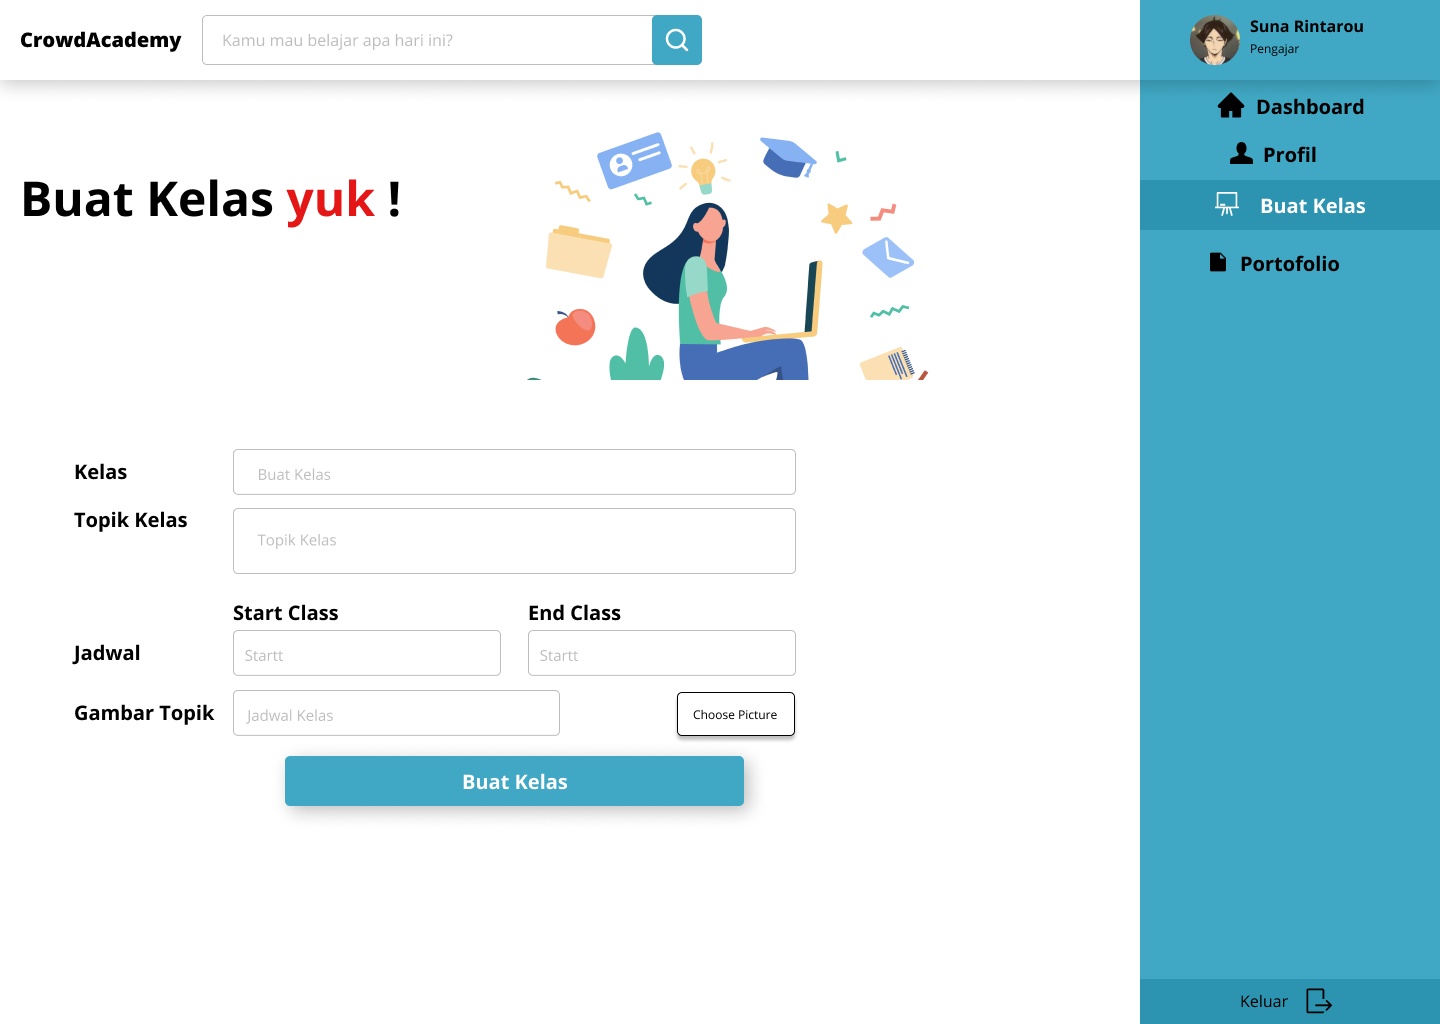 CrowdAcademy
Kamu mau belajar apa hari ini?
Suna Rintarou
Pengajar
Dashboard
Profil
Buat Kelas
Portofolio
Buat Kelas yuk !
Kelas
Buat Kelas
Topik Kelas
Topik Kelas
Start Class
End Class
Jadwal
Startt
Startt
Gambar Topik
Jadwal Kelas
Choose Picture
Buat Kelas
Keluar